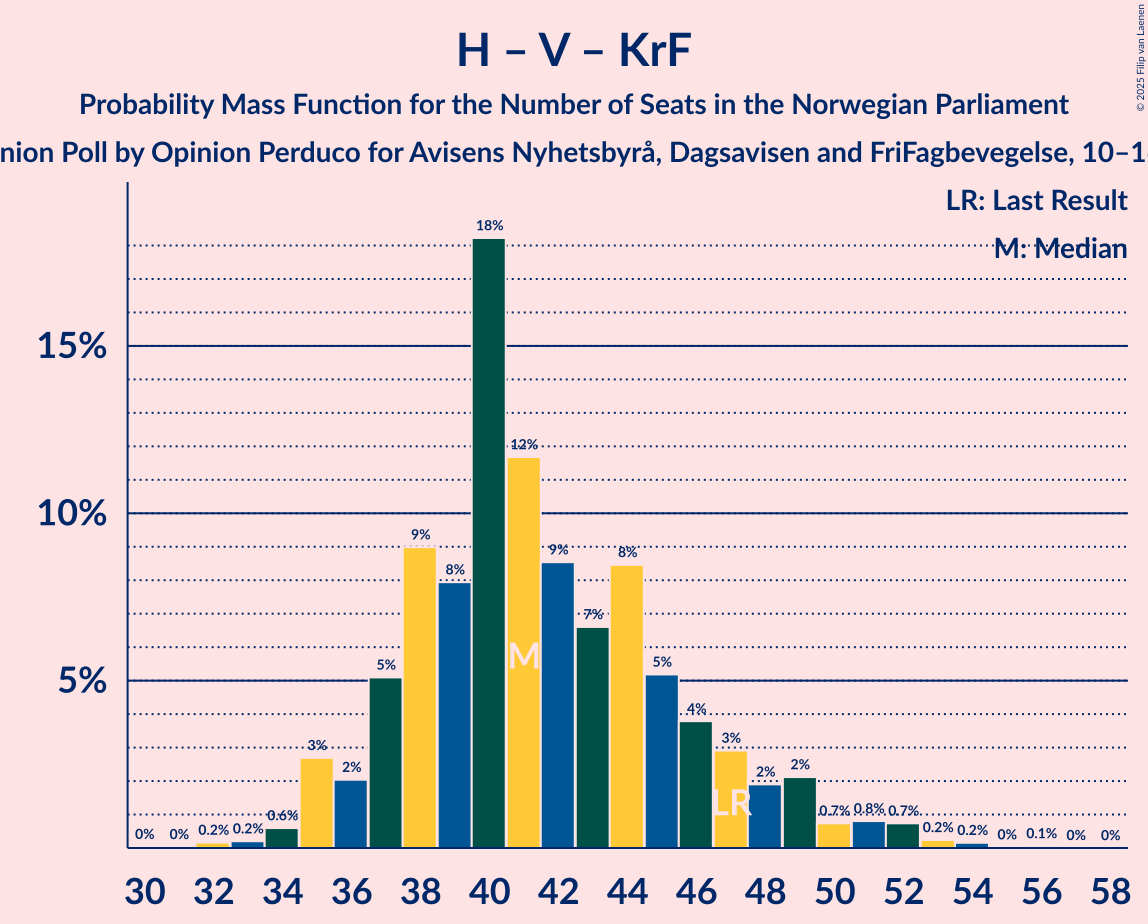 H – V – KrF
Probability Mass Function for the Number of Seats in the Norwegian Parliament
nion Poll by Opinion Perduco for Avisens Nyhetsbyrå, Dagsavisen and FriFagbevegelse, 10–1
© 2025 Filip van Laenen
LR: Last Result
M: Median
15%
10%
5%
0% 0% 0.2% 0.2% 0.6% 3% 2% 5% 9% 8% 18% 12% 9% 7% 8% 5% 4% 3% 2% 2% 0.7% 0.8% 0.7% 0.2% 0.2% 0% 0.1% 0% 0%
M
LR
30 32 34 36 38 40 42 44 46 48 50 52 54 56 58